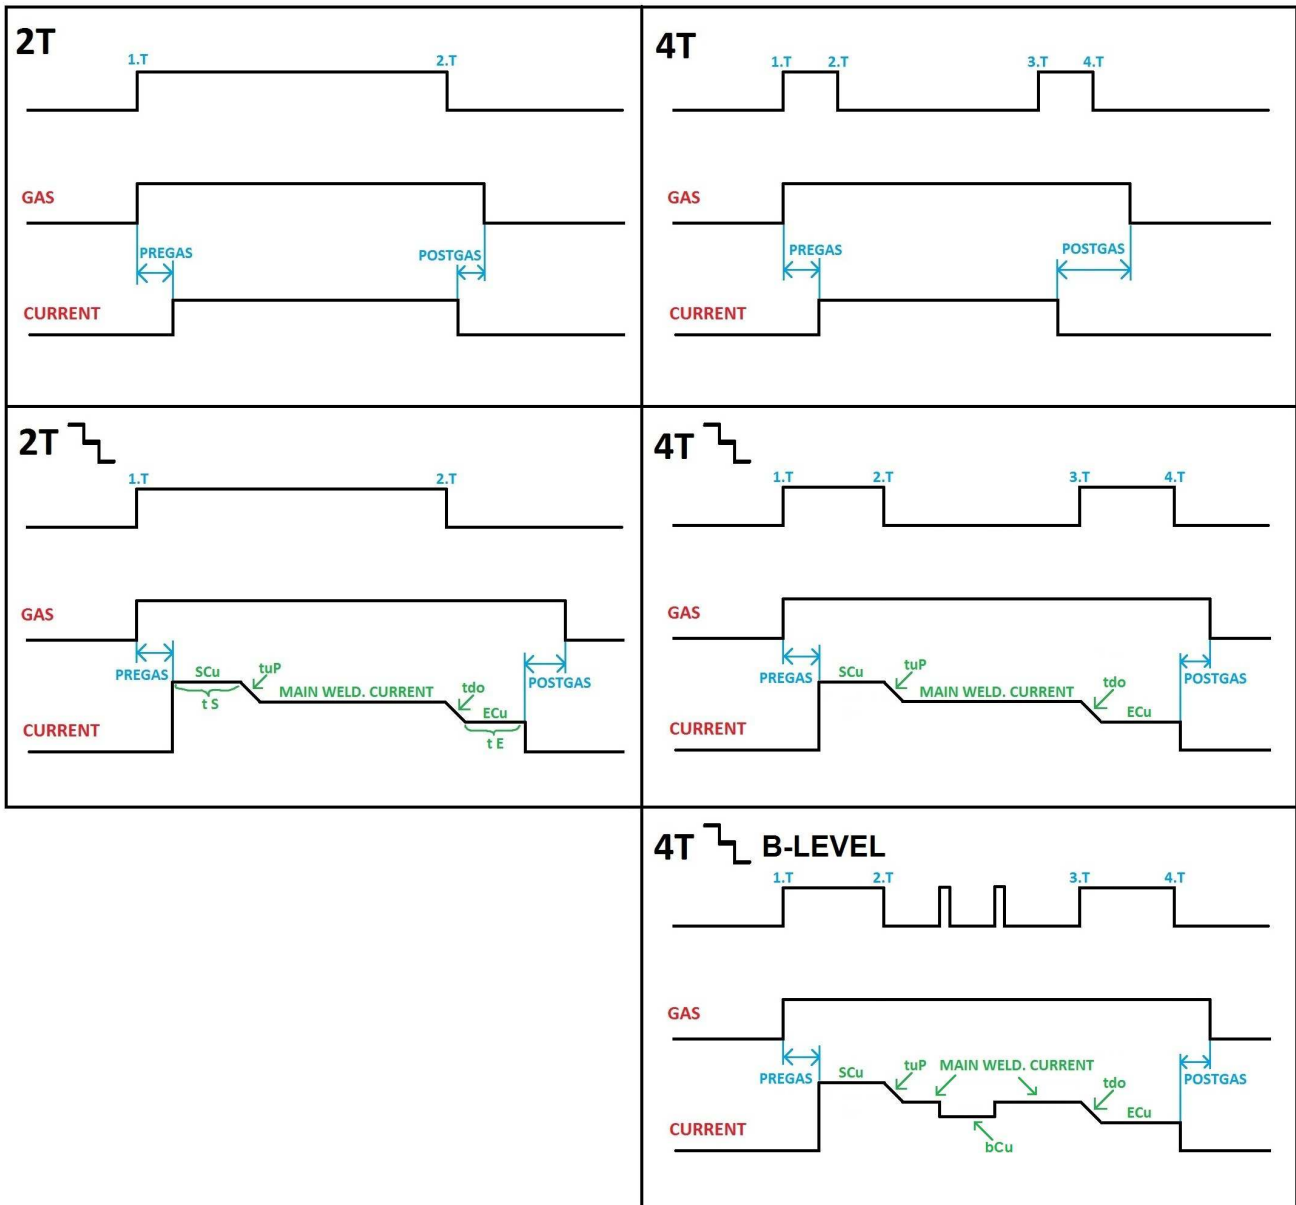 2T
1.T
2.T
GAS
PREGAS
POSTGAS
CURRENT
4T
1.T
2.T
3.T
4.T
GAS
PREGAS
POSTGAS
CURRENT
2T
1.T
2.T
GAS
PREGAS
SCu
t S
tuP
MAIN WELD. CURRENT
tdo
ECu
t E
POSTGAS
CURRENT
4T
1.T
2.T
3.T
4.T
GAS
PREGAS
SCu
tuP
MAIN WELD. CURRENT
tdo
ECu
POSTGAS
CURRENT
4T B-LEVEL
1.T
2.T
3.T
4.T
GAS
PREGAS
SCu
tuP
MAIN WELD. CURRENT
tdo
ECu
POSTGAS
CURRENT
bCu